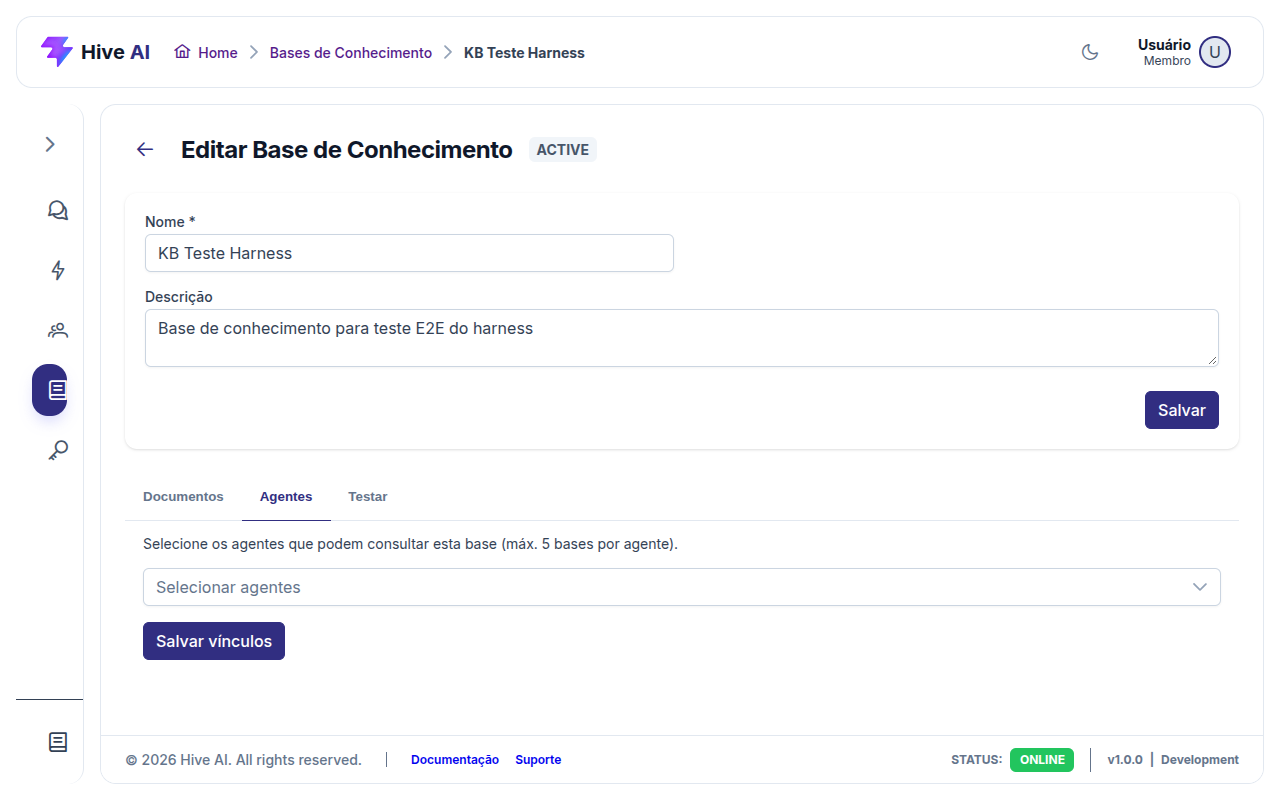 Hive AI
Home
Bases de Conhecimento
KB Teste Harness
Usuário
Membro
U
Editar Base de Conhecimento
ACTIVE
Nome *
KB Teste Harness
Descrição
Base de conhecimento para teste E2E do harness
Salvar
Documentos
Agentes
Testar
Selecione os agentes que podem consultar esta base (máx. 5 bases por agente).
Selecionar agentes
Salvar vínculos
© 2026 Hive AI. All rights reserved.
Documentação
Suporte
STATUS:
ONLINE
v1.0.0 | Development